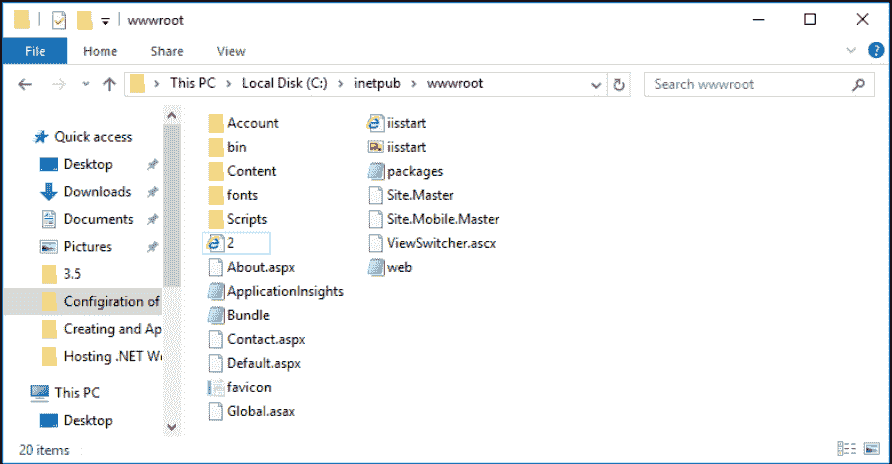 wwwroot
File Home Share View
This PC Local Disk (C:) inetpub wwwroot Search wwwroot
Quick access
Desktop
Downloads
Documents
Pictures
3.5
Configiration of
Creating and Ap
Hosting .NET We
This PC
Desktop
Account
bin
Content
fonts
Scripts
2
About.aspx
ApplicationInsights
Bundle
Contact.aspx
Default.aspx
favicon
Global.asax
iisstart
iisstart
packages
Site.Master
Site.Mobile.Master
ViewSwitcher.ascx
web
20 items